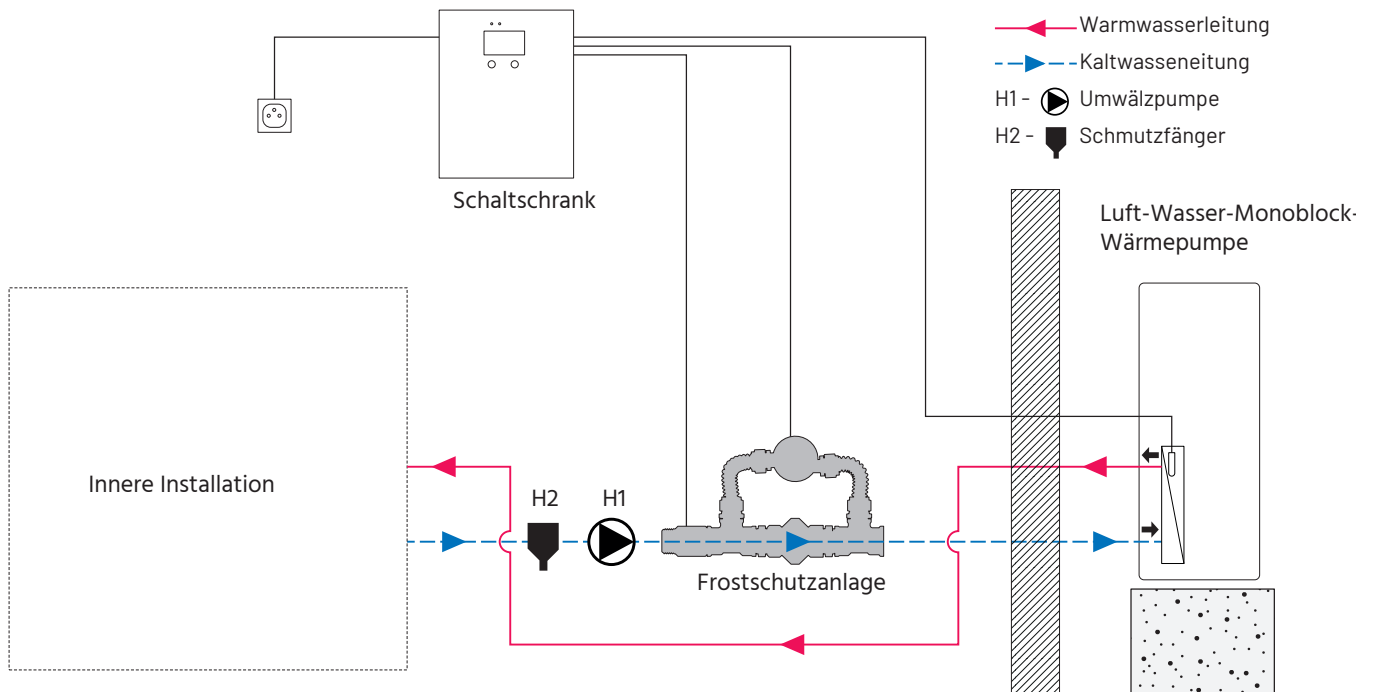 Warmwasserleitung
Kaltwasseneitung
H1 - Umwälzpumpe
H2 - Schmutzfänger
Schaltschrank
Luft-Wasser-Monoblock-
Wärmepumpe
Innere Installation
H2 H1
Frostschutzanlage